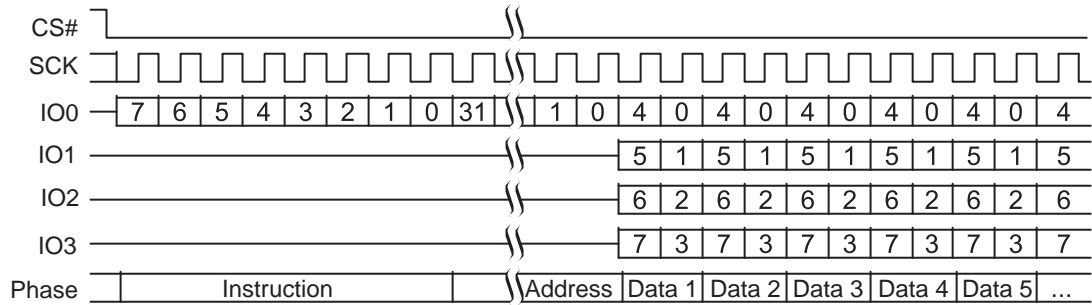 CS#
SCK
IO0 7 6 5 4 3 2 1 0 31 1 0 4 0 4 0 4 0 4 0 4 0 4
IO1 5 1 5 1 5 1 5 1 5 1 5
IO2 6 2 6 2 6 2 6 2 6 2 6
IO3 7 3 7 3 7 3 7 3 7 3 7
Phase Instruction Address Data 1 Data 2 Data 3 Data 4 Data 5 ...